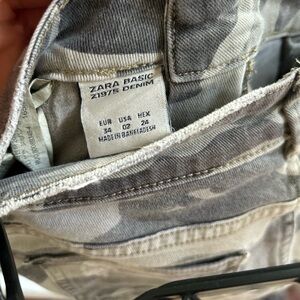 ZARA BASIC
Z1975 DENIM
EUR USA MEX
34 02 24
MADE IN BANGLADESH